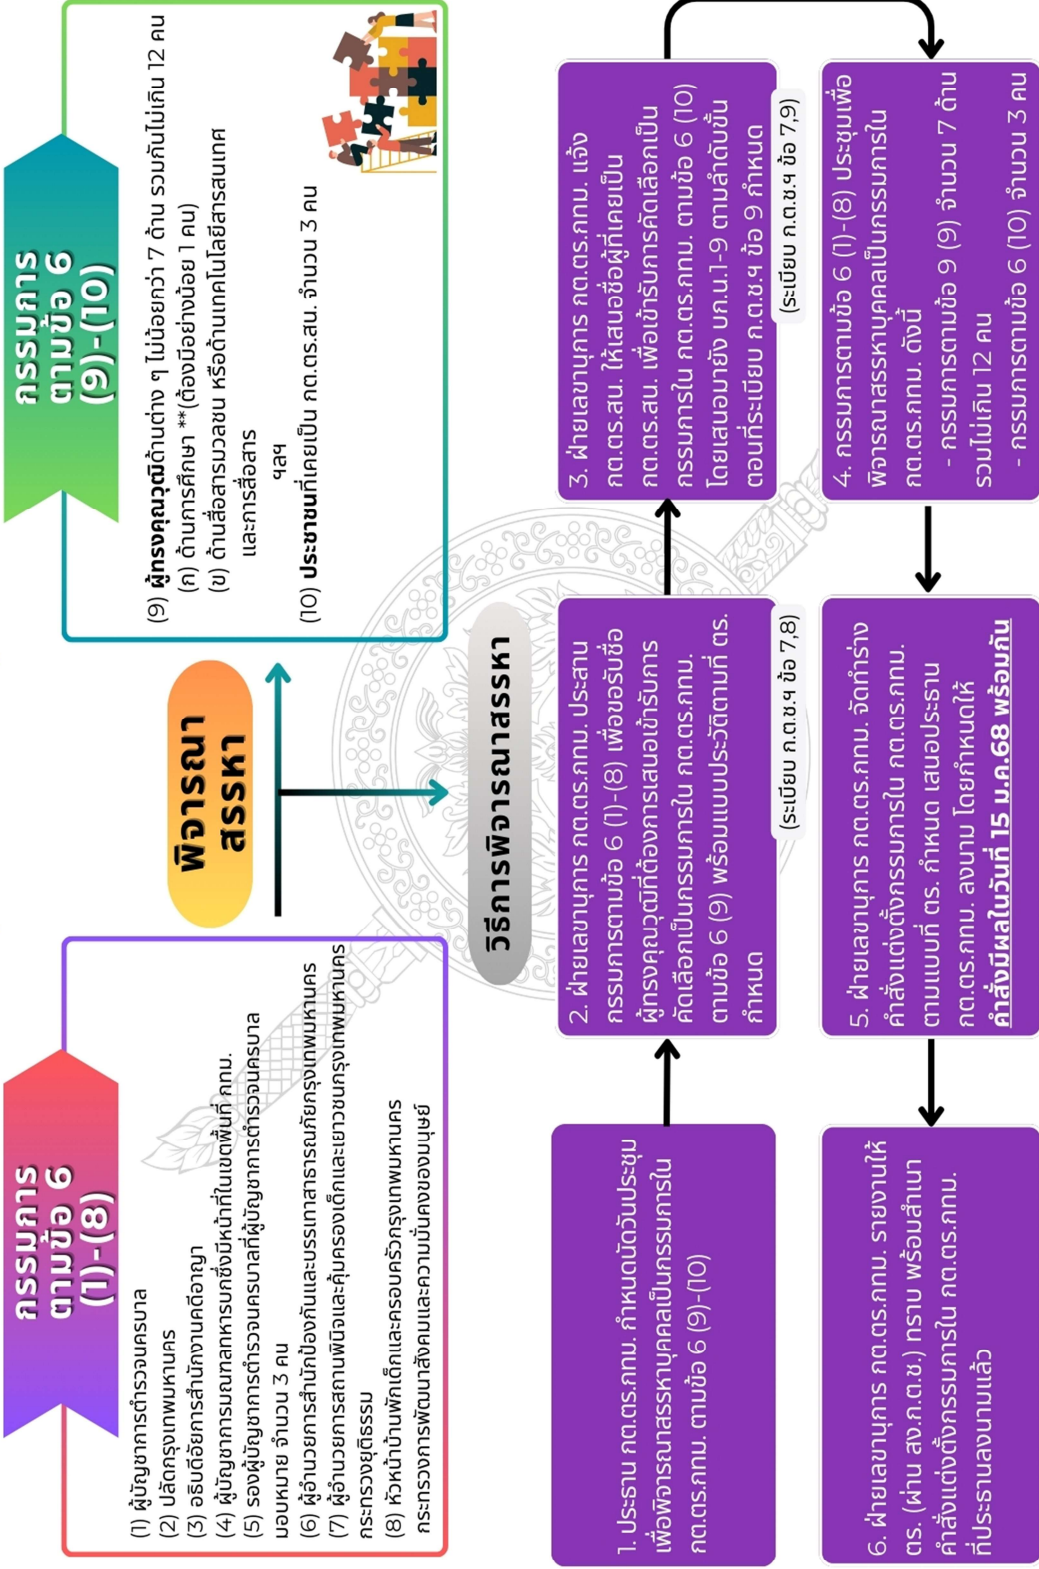 กรรมการ
ตามข้อ 6
(1)-(8)
(1) ผู้บัญชาการตำรวจนครบาล
(2) ปลัดกรุงเทพมหานคร
(3) อธิบดีอัยการสำนักงานคดีอาญา
(4) ผู้บัญชาการมณฑลทหารบกซึ่งมีหน้าที่ในเขตพื้นที่ กทม.
(5) รองผู้บัญชาการตำรวจนครบาลที่ผู้บัญชาการตำรวจนครบาล
มอบหมาย จำนวน 3 คน
(6) ผู้อำนวยการสำนักป้องกันและบรรเทาสาธารณภัยกรุงเทพมหานคร
(7) ผู้อำนวยการสถานพินิจและคุ้มครองเด็กและเยาวชนกรุงเทพมหานคร
กระทรวงยุติธรรม
(8) หัวหน้าบ้านพักเด็กและครอบครัวกรุงเทพมหานคร
กระทรวงการพัฒนาสังคมและความมั่นคงของมนุษย์
พิจารณา
สรรหา
กรรมการ
ตามข้อ 6
(9)-(10)
(9) ผู้ทรงคุณวุฒิด้านต่าง ๆ ไม่น้อยกว่า 7 ด้าน รวมกันไม่เกิน 12 คน
(ก) ด้านการศึกษา **(ต้องมีอย่างน้อย 1 คน)
(ข) ด้านสื่อสารมวลชน หรือด้านเทคโนโลยีสารสนเทศ
และการสื่อสาร
ฯลฯ
(10) ประชาชนที่เคยเป็น กต.ตร.สน. จำนวน 3 คน
วิธีการพิจารณาสรรหา
1. ประธาน กต.ตร.กทม. กำหนดนัดวันประชุม
เพื่อพิจารณาสรรหาบุคคลเป็นกรรมการใน
กต.ตร.กทม. ตามข้อ 6 (9)-(10)
2. ฝ่ายเลขานุการ กต.ตร.กทม. ประสาน
กรรมการตามข้อ 6 (1)-(8) เพื่อขอรับชื่อ
ผู้ทรงคุณวุฒิที่ต้องการเสนอเข้ารับการ
คัดเลือกเป็นกรรมการใน กต.ตร.กทม.
ตามข้อ 6 (9) พร้อมแบบประวัติตามที่ ตร.
กำหนด
(ระเบียบ ก.ต.ช.ฯ ข้อ 7,8)
3. ฝ่ายเลขานุการ กต.ตร.กทม. แจ้ง
กต.ตร.สน. ให้เสนอชื่อผู้ที่เคยเป็น
กต.ตร.สน. เพื่อเข้ารับการคัดเลือกเป็น
กรรมการใน กต.ตร.กทม. ตามข้อ 6 (10)
โดยเสนอมายัง บก.น.1-9 ตามลำดับขั้น
ตอนที่ระเบียบ ก.ต.ช.ฯ ข้อ 9 กำหนด
(ระเบียบ ก.ต.ช.ฯ ข้อ 7,9)
4. กรรมการตามข้อ 6 (1)-(8) ประชุมเพื่อ
พิจารณาสรรหาบุคคลเป็นกรรมการใน
กต.ตร.กทม. ดังนี้
- กรรมการตามข้อ 9 (9) จำนวน 7 ด้าน
รวมไม่เกิน 12 คน
- กรรมการตามข้อ 6 (10) จำนวน 3 คน
5. ฝ่ายเลขานุการ กต.ตร.กทม. จัดทำร่าง
คำสั่งแต่งตั้งกรรมการใน กต.ตร.กทม.
ตามแบบที่ ตร. กำหนด เสนอประธาน
กต.ตร.กทม. ลงนาม โดยกำหนดให้
คำสั่งมีผลในวันที่ 15 ม.ค.68 พร้อมกัน
6. ฝ่ายเลขานุการ กต.ตร.กทม. รายงานให้
ตร. (ผ่าน สง.ก.ต.ช.) ทราบ พร้อมสำเนา
คำสั่งแต่งตั้งกรรมการใน กต.ตร.กทม.
ที่ประธานลงนามแล้ว